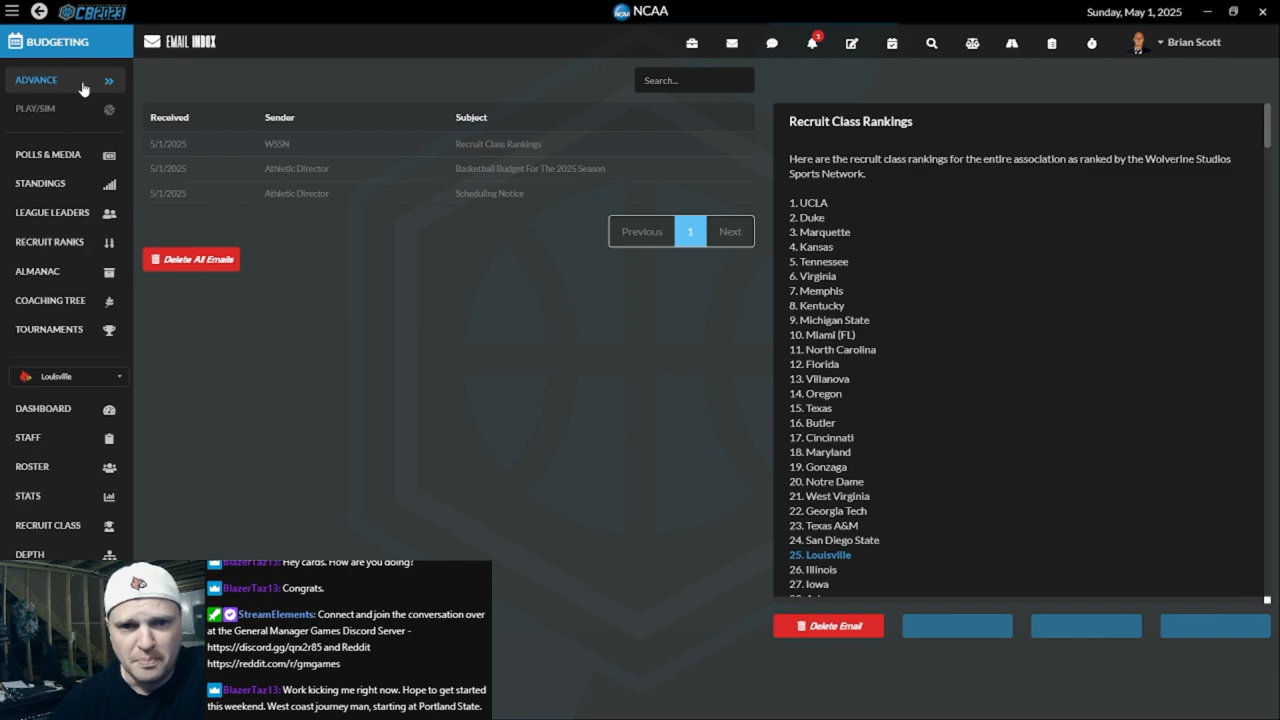 CB2023
NCAA
Sunday, May 1, 2025
BUDGETING
EMAIL INBOX
1
Brian Scott
ADVANCE
PLAY/SIM
POLLS & MEDIA
STANDINGS
LEAGUE LEADERS
RECRUIT RANKS
ALMANAC
COACHING TREE
TOURNAMENTS
Louisville
DASHBOARD
STAFF
ROSTER
STATS
RECRUIT CLASS
DEPTH
Search...
Received Sender Subject
5/1/2025 WSSN Recruit Class Rankings
5/1/2025 Athletic Director Basketball Budget For The 2025 Season
5/1/2025 Athletic Director Scheduling Notice
Previous 1 Next
Delete All Emails
Recruit Class Rankings
Here are the recruit class rankings for the entire association as ranked by the Wolverine Studios
Sports Network.
1. UCLA
2. Duke
3. Marquette
4. Kansas
5. Tennessee
6. Virginia
7. Memphis
8. Kentucky
9. Michigan State
10. Miami (FL)
11. North Carolina
12. Florida
13. Villanova
14. Oregon
15. Texas
16. Butler
17. Cincinnati
18. Maryland
19. Gonzaga
20. Notre Dame
21. West Virginia
22. Georgia Tech
23. Texas A&M
24. San Diego State
25. Louisville
26. Illinois
27. Iowa
Delete Email
BlazerTaz13: Hey cards. How are you doing?
BlazerTaz13: Congrats.
StreamElements: Connect and join the conversation over
at the General Manager Games Discord Server -
https://discord.gg/qrx2r85 and Reddit
https://reddit.com/r/gmgames
BlazerTaz13: Work kicking me right now. Hope to get started
this weekend. West coast journey man, starting at Portland State.